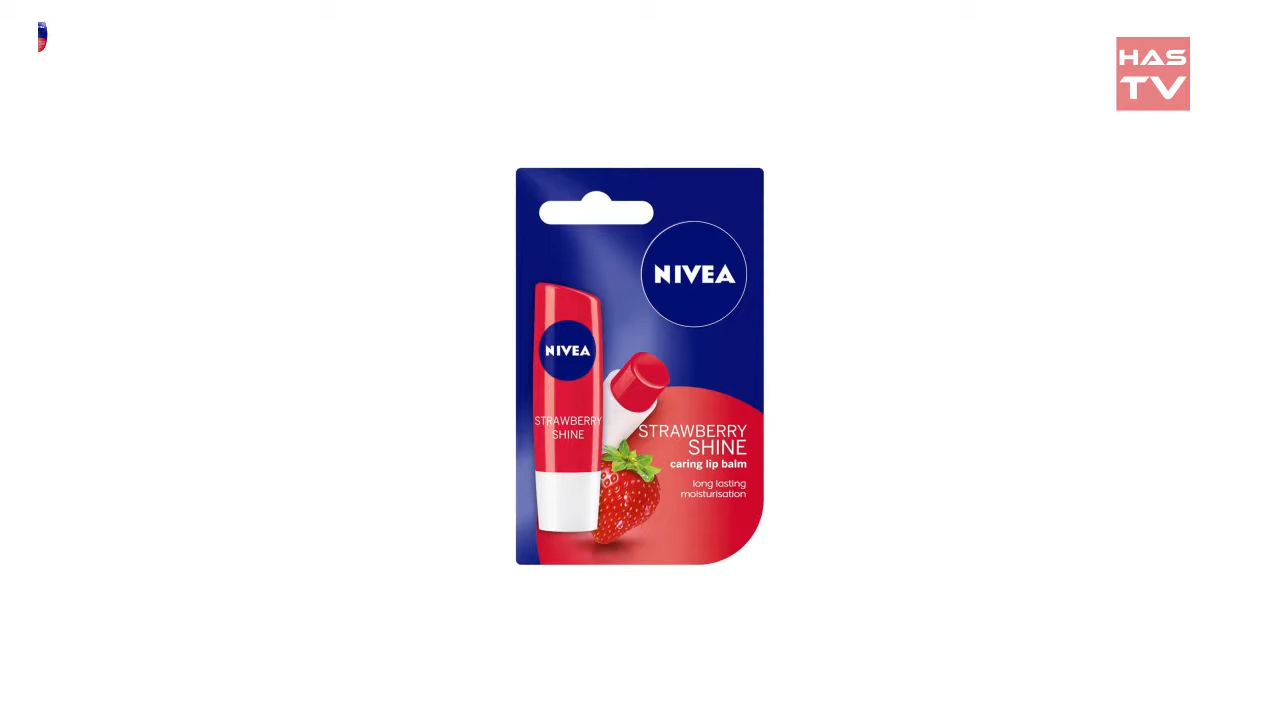 HAS
TV
NIVEA
NIVEA
STRAWBERRY
SHINE
STRAWBERRY
SHINE
caring lip balm
long lasting
moisturisation